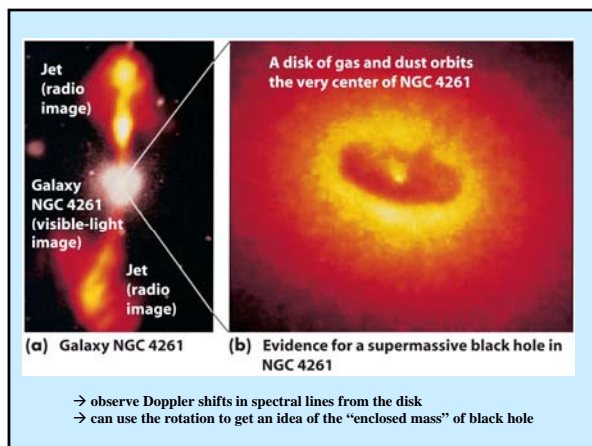 Jet
(radio
image)
Galaxy
NGC 4261
(visible-light
image)
Jet
(radio
image)
A disk of gas and dust orbits
the very center of NGC 4261
(a) Galaxy NGC 4261
(b) Evidence for a supermassive black hole in
NGC 4261
→ observe Doppler shifts in spectral lines from the disk
→ can use the rotation to get an idea of the “enclosed mass” of black hole